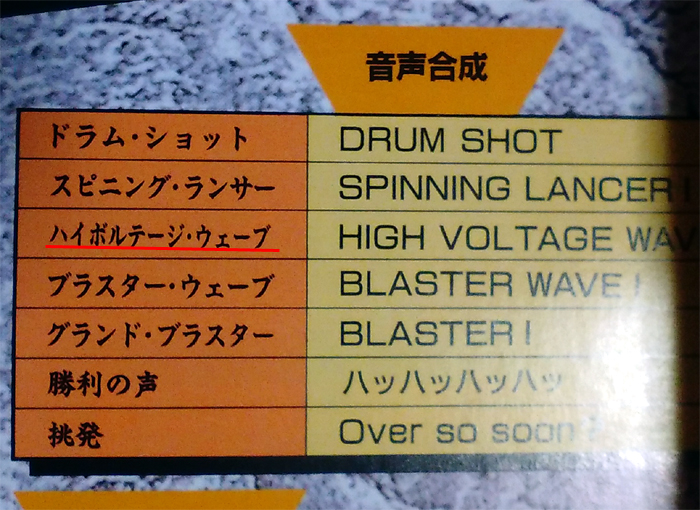 音声合成
ドラム・ショット DRUM SHOT
スピニング・ランサー SPINNING LANCER !
ハイボルテージ・ウェーブ HIGH VOLTAGE WAV
ブラスター・ウェーブ BLASTER WAVE !
グランド・ブラスター BLASTER !
勝利の声 ハッハッハッハッ
挑発 Over so soon ?